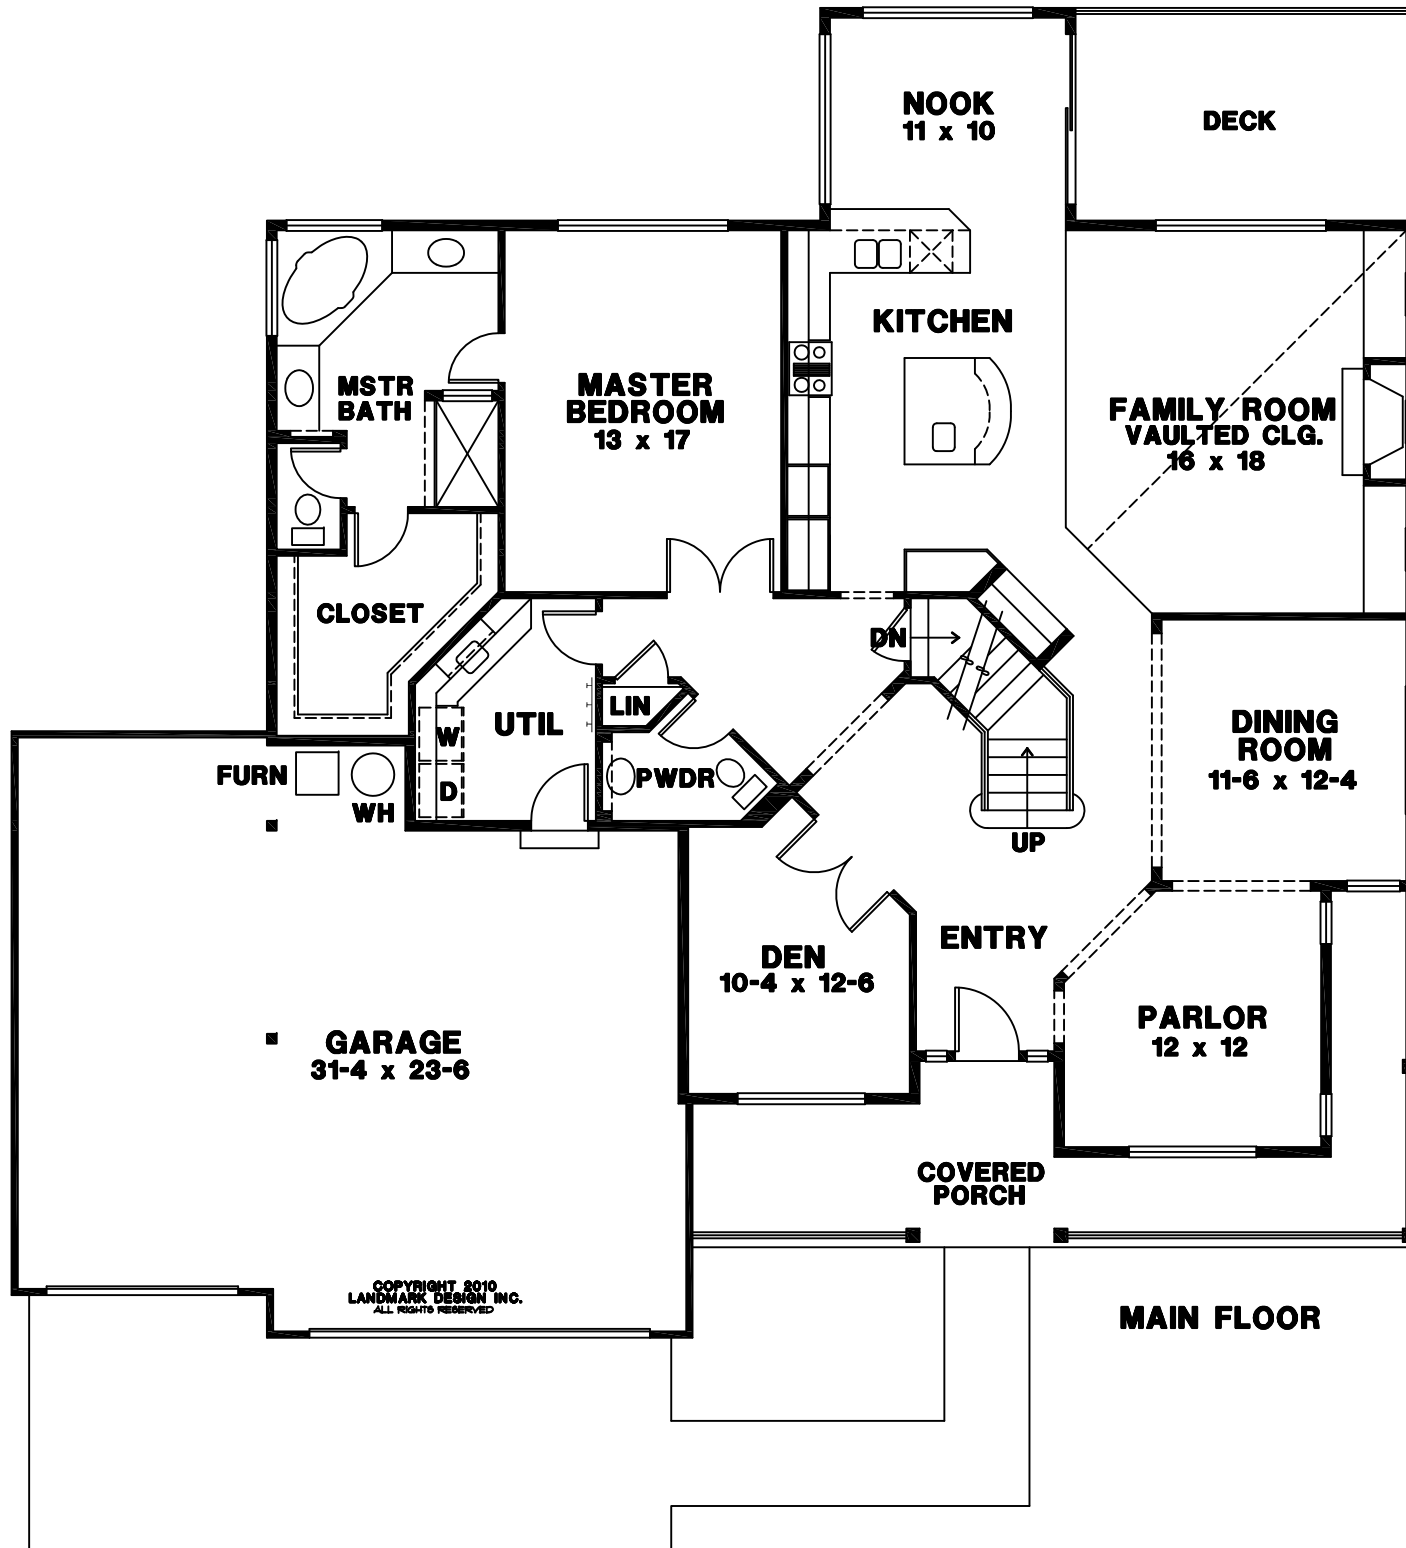 NOOK
11 x 10
DECK
KITCHEN
MSTR
BATH
MASTER
BEDROOM
13 x 17
FAMILY ROOM
VAULTED CLG.
16 x 18
CLOSET
DN
LIN
UTIL
W
D
PWDR
FURN
WH
DINING
ROOM
11-6 x 12-4
UP
ENTRY
DEN
10-4 x 12-6
PARLOR
12 x 12
GARAGE
31-4 x 23-6
COVERED
PORCH
COPYRIGHT 2010
LANDMARK DESIGN INC.
ALL RIGHTS RESERVED
MAIN FLOOR